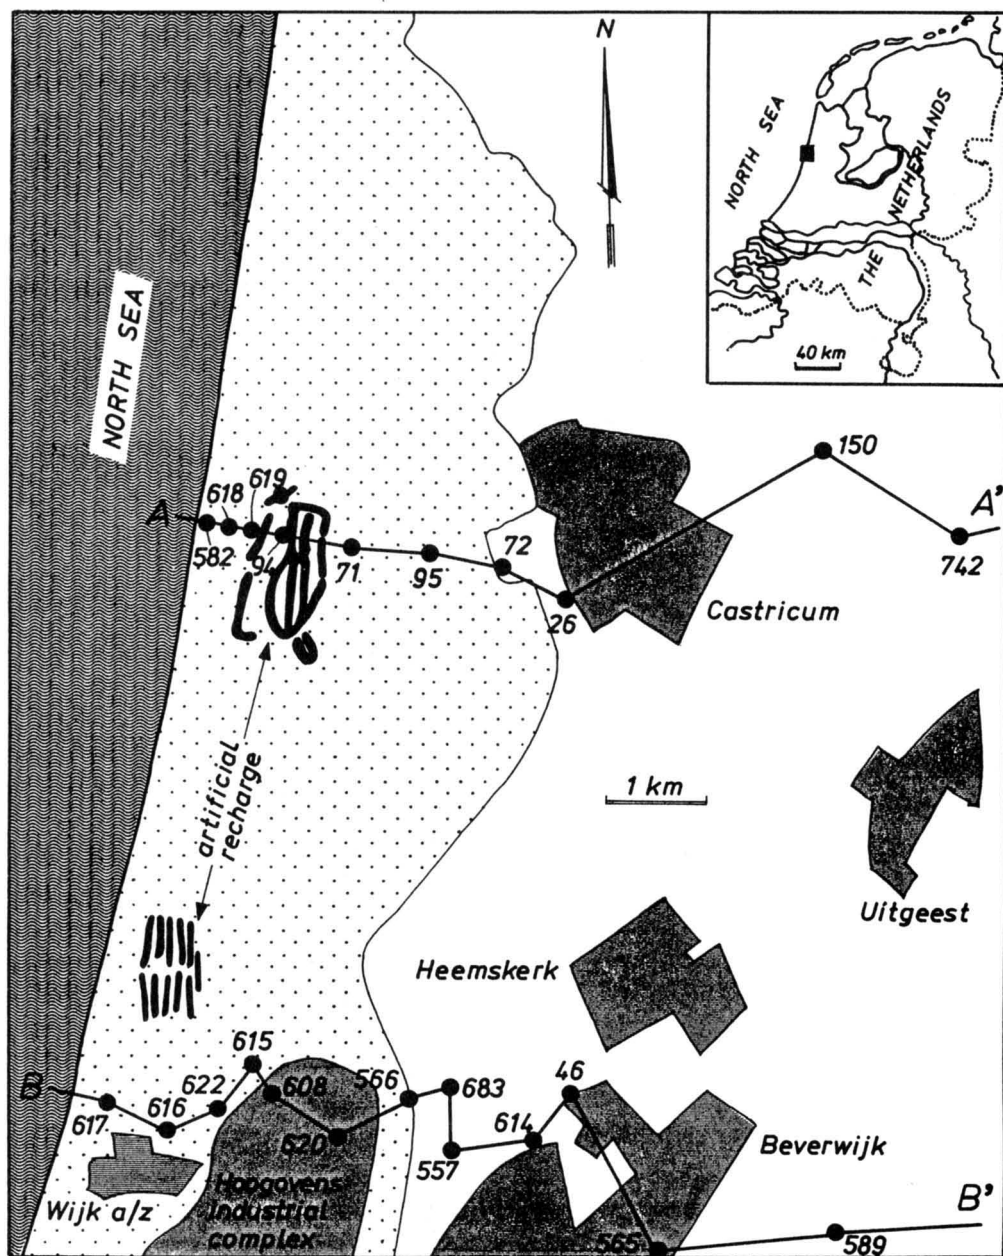 N
NORTH SEA
NETHERLANDS
THE
40 km
NORTH SEA
A
618
619
582
94
71
95
72
26
150
742
A'
Castricum
artificial
recharge
1 km
Uitgeest
Heemskerk
B
617
616
622
615
608
620
566
683
557
614
46
565
589
B'
Beverwijk
Wijk a/z
Hoogovens
industrial
complex